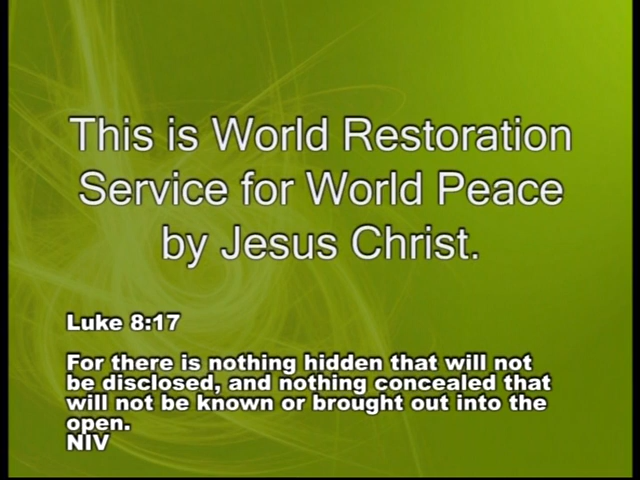 This is World Restoration
Service for World Peace
by Jesus Christ.
Luke 8:17
For there is nothing hidden that will not
be disclosed, and nothing concealed that
will not be known or brought out into the
open.
NIV